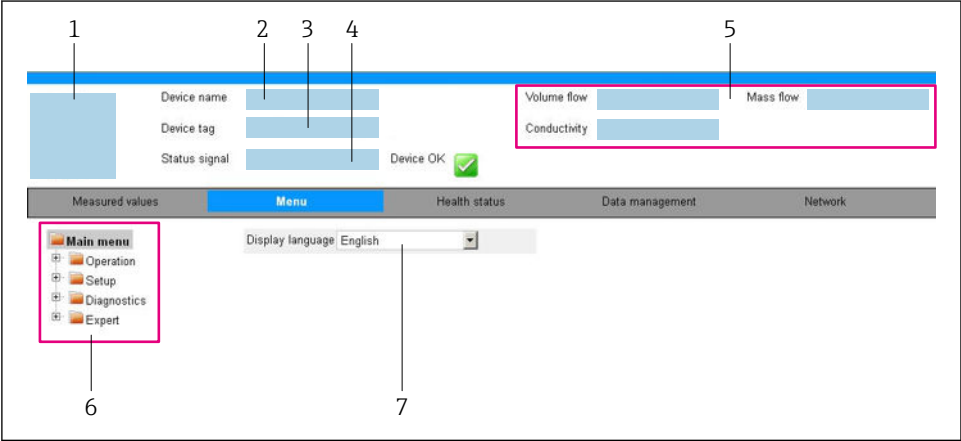 1 2 3 4 5
Device name Volume flow Mass flow
Device tag Conductivity
Status signal Device OK
Measured values Menu Health status Data management Network
Main menu Display language English
Operation
Setup
Diagnostics
Expert
6 7